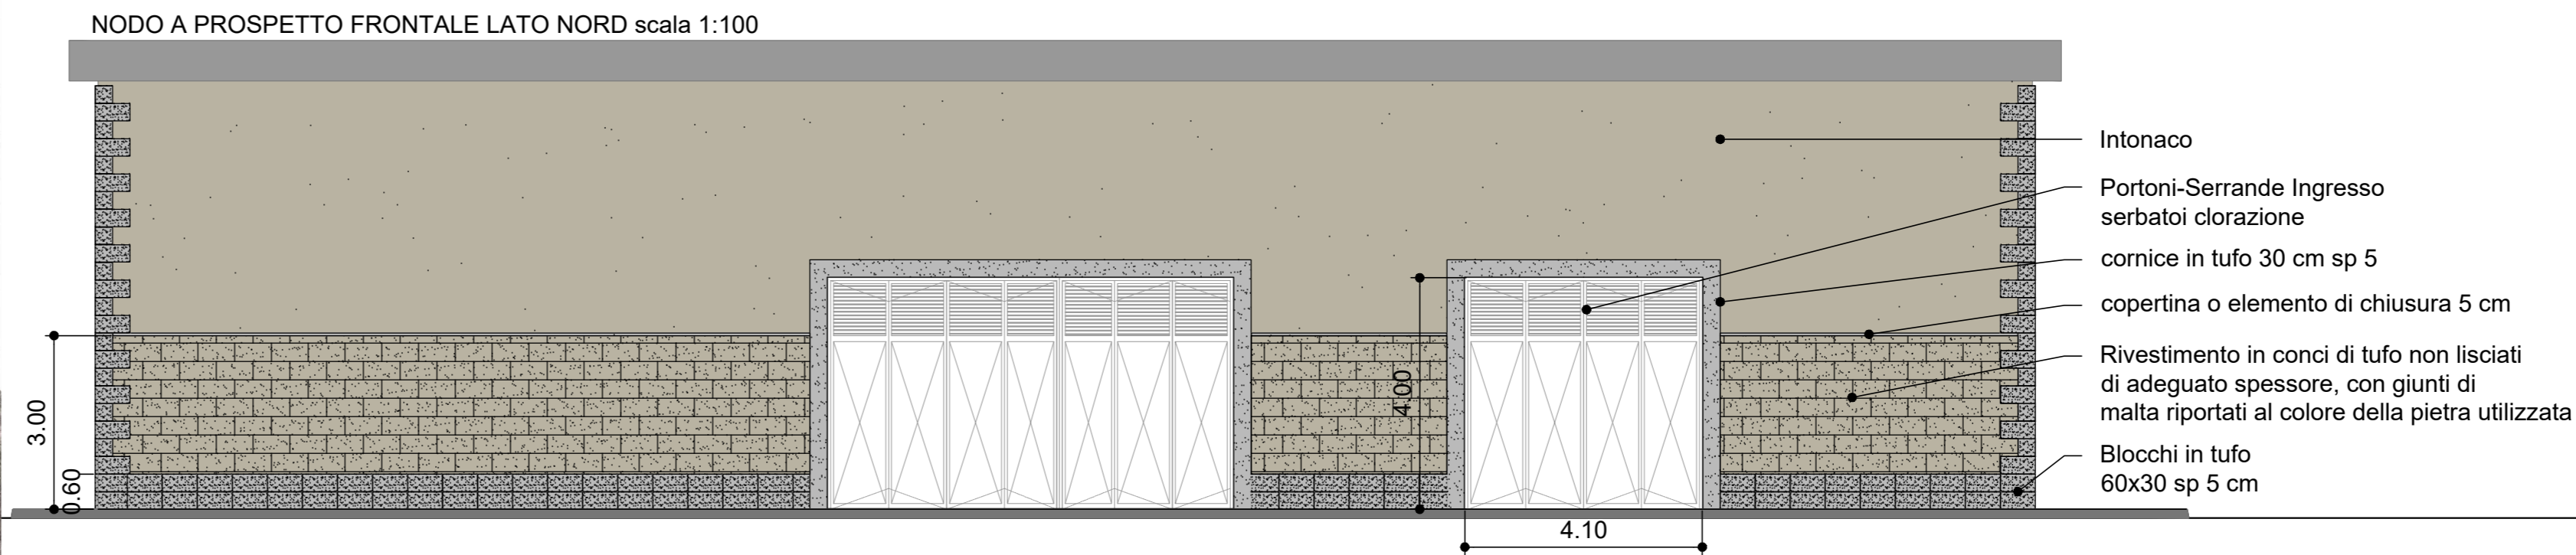 NODO A PROSPETTO FRONTALE LATO NORD scala 1:100
Intonaco
Portoni-Serrande Ingresso
serbatoi clorazione
cornice in tufo 30 cm sp 5
copertina o elemento di chiusura 5 cm
Rivestimento in conci di tufo non lisciati
di adeguato spessore, con giunti di
malta riportati al colore della pietra utilizzata
Blocchi in tufo
60x30 sp 5 cm
3.00
0.60
4.00
4.10